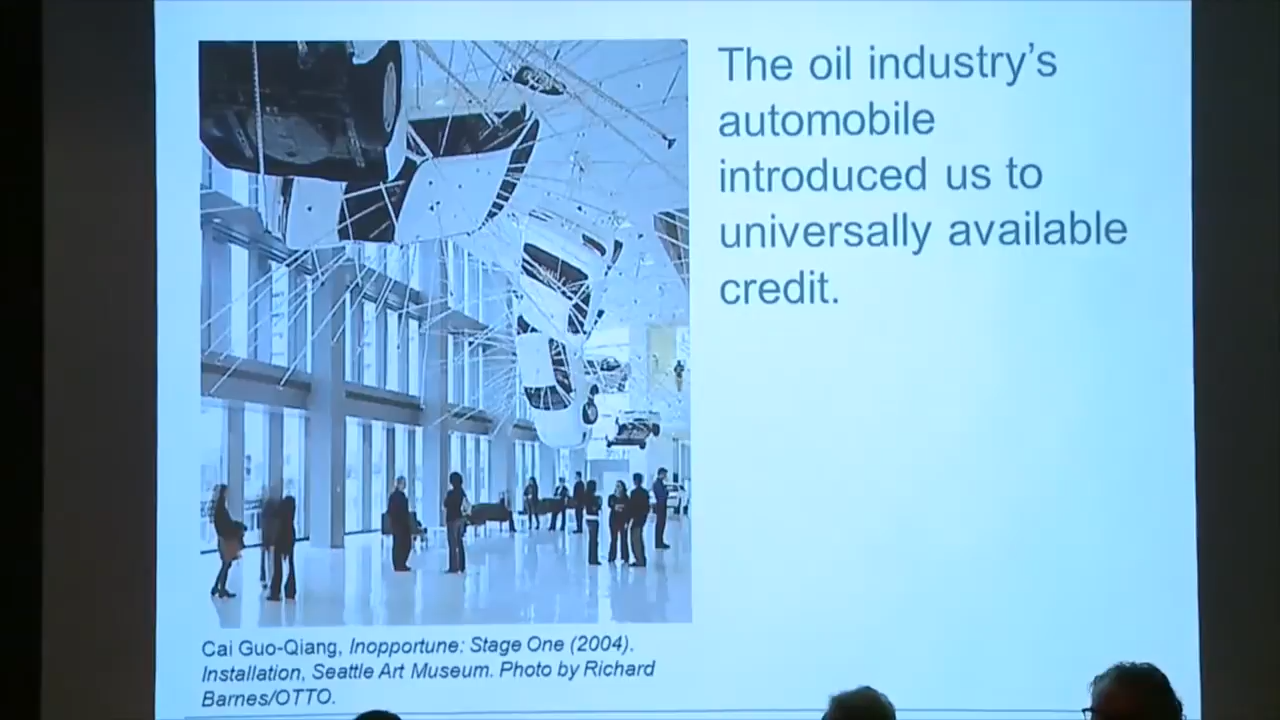 The oil industry's
automobile
introduced us to
universally available
credit.
Cai Guo-Qiang, Inopportune: Stage One (2004).
Installation, Seattle Art Museum. Photo by Richard
Barnes/OTTO.